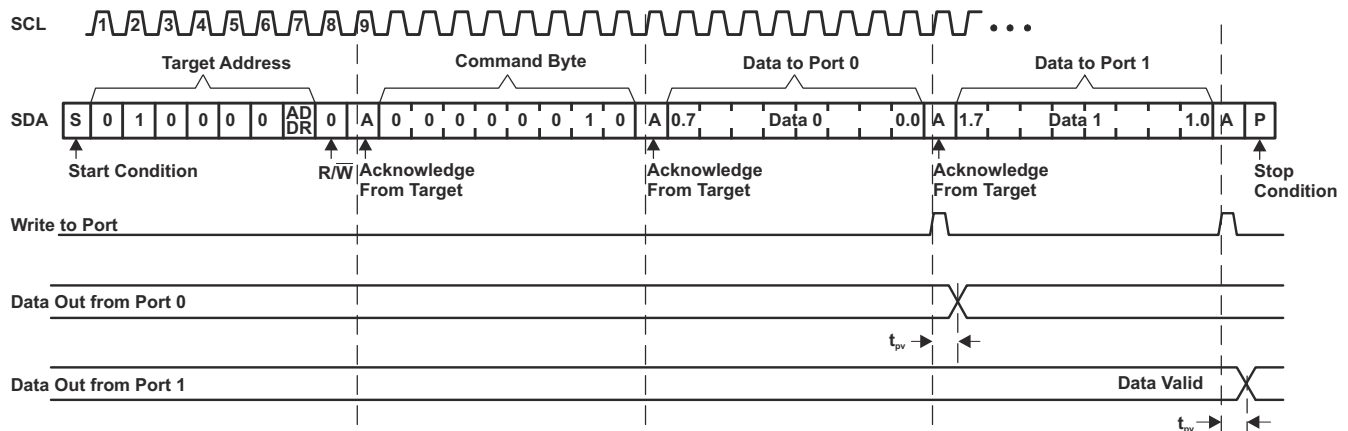 SCL 1 2 3 4 5 6 7 8 9
Target Address Command Byte Data to Port 0 Data to Port 1
SDA S 0 1 0 0 0 0 AD DR 0 A 0 0 0 0 0 0 1 0 A 0.7 Data 0 0.0 A 1.7 Data 1 1.0 A P
Start Condition R/W Acknowledge From Target Acknowledge From Target Acknowledge From Target Stop Condition
Write to Port
Data Out from Port 0
tpv
Data Out from Port 1 Data Valid
tpv